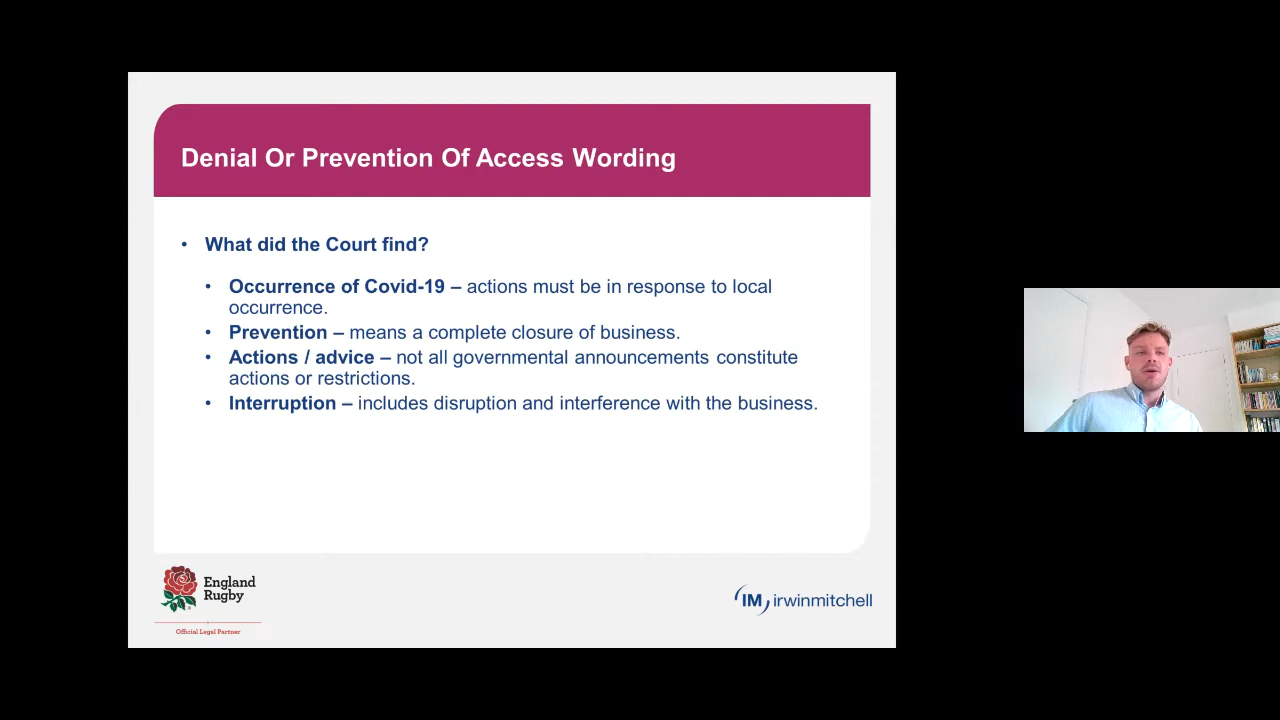 Denial Or Prevention Of Access Wording
• What did the Court find?
• Occurrence of Covid-19 – actions must be in response to local
occurrence.
• Prevention – means a complete closure of business.
• Actions / advice – not all governmental announcements constitute
actions or restrictions.
• Interruption – includes disruption and interference with the business.
England
Rugby
Official Legal Partner
IM irwinmitchell